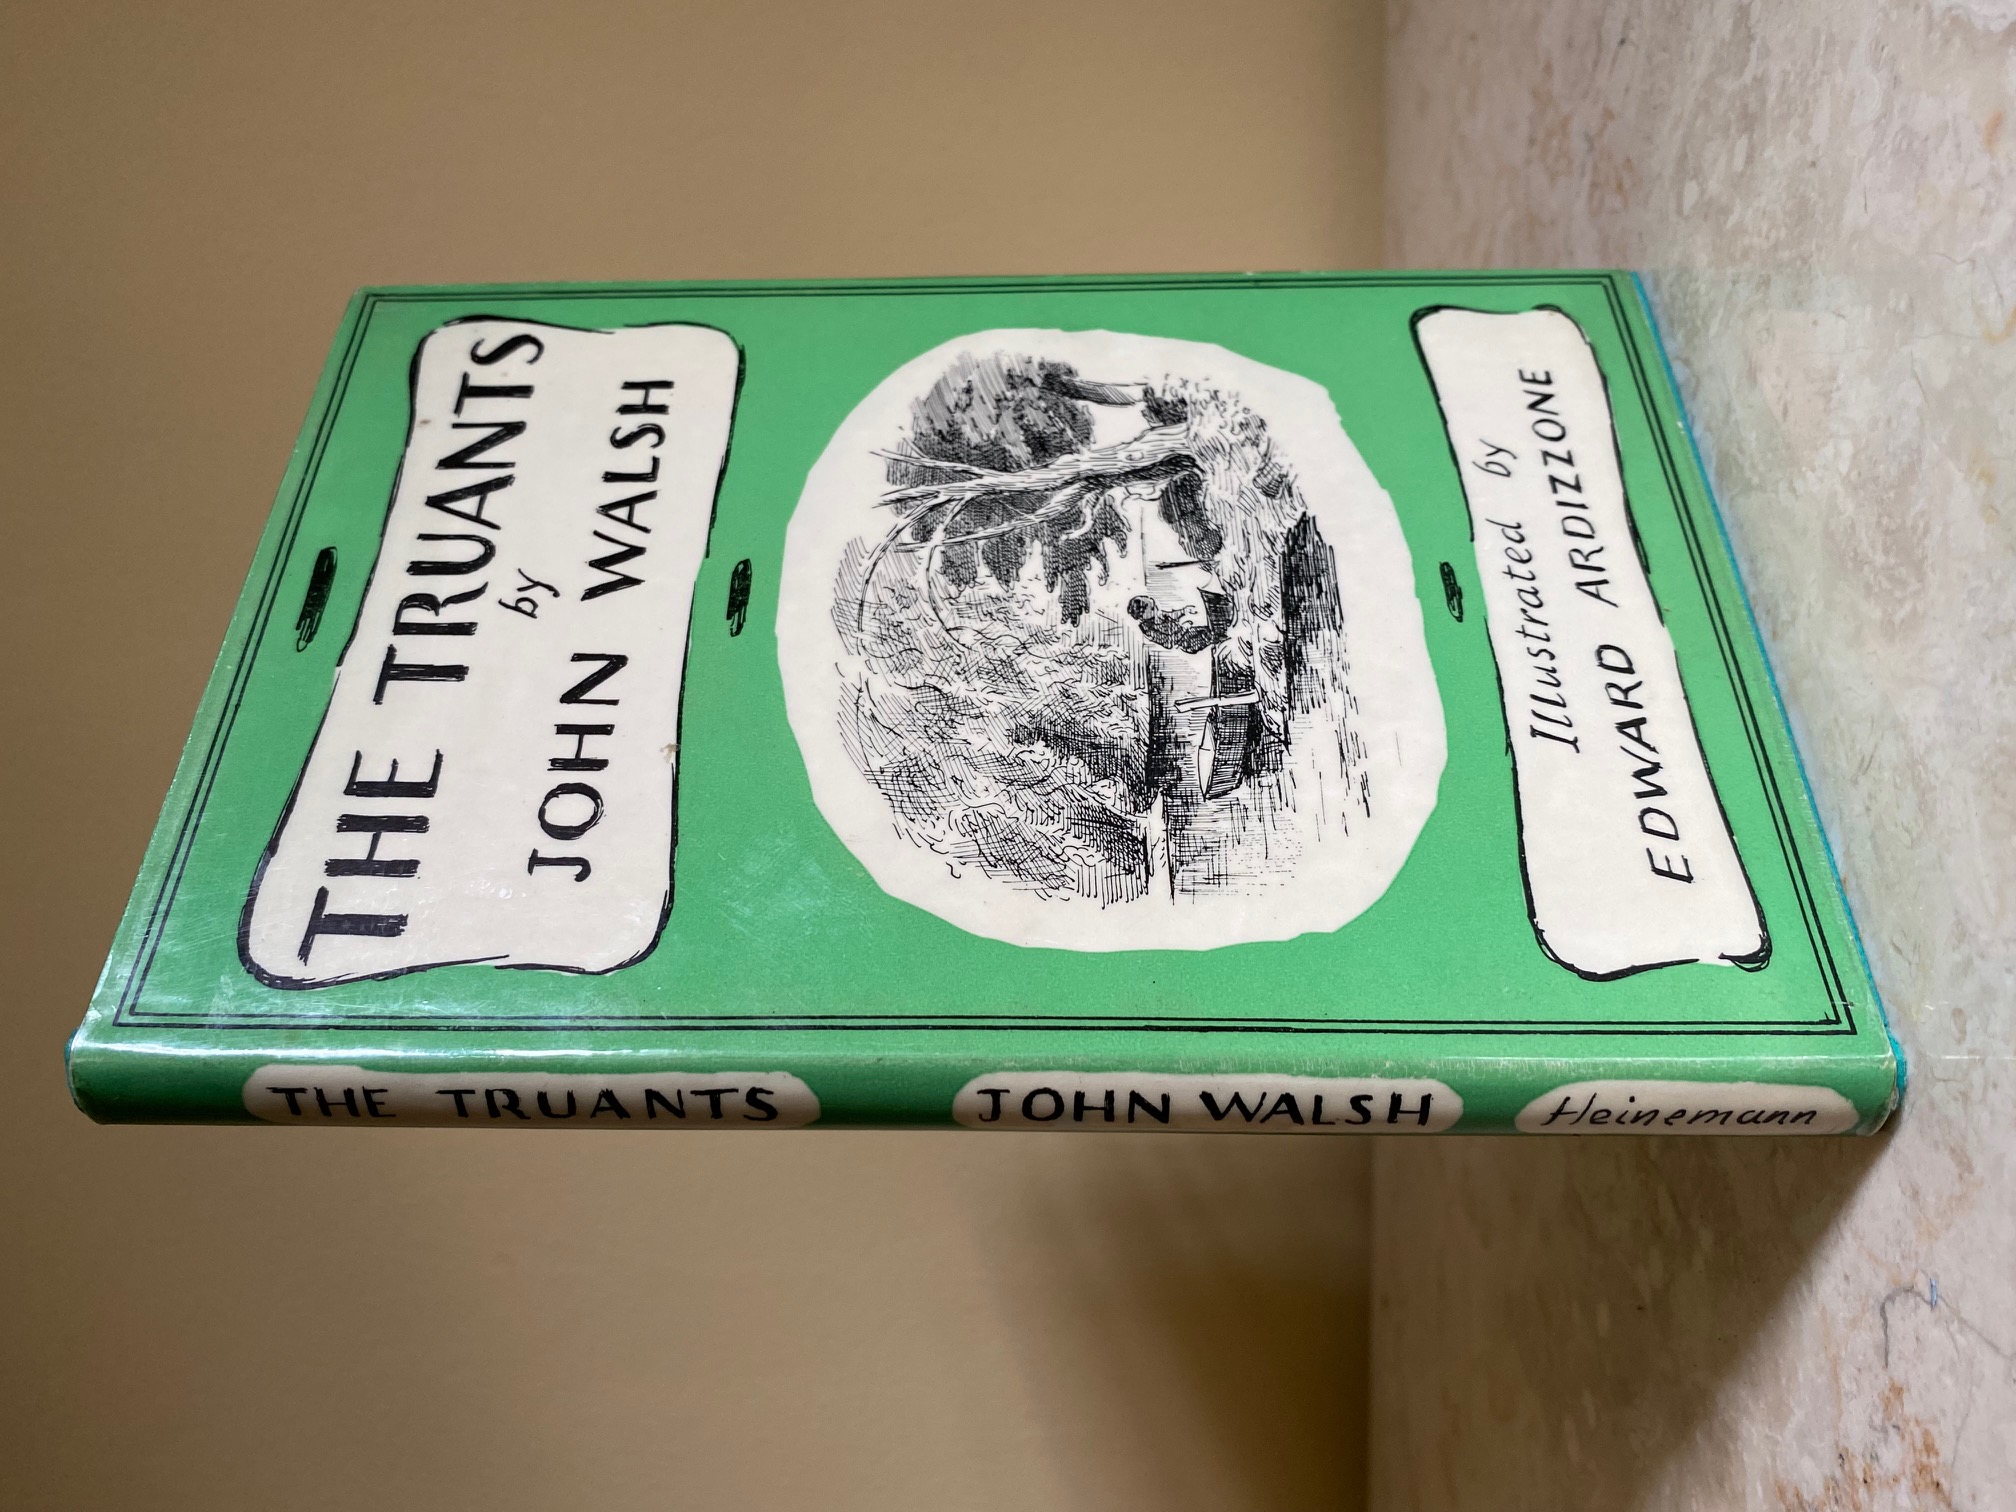 THE TRUANTS
by
JOHN WALSH
Illustrated by
EDWARD ARDIZZONE
THE TRUANTS
JOHN WALSH
Heinemann